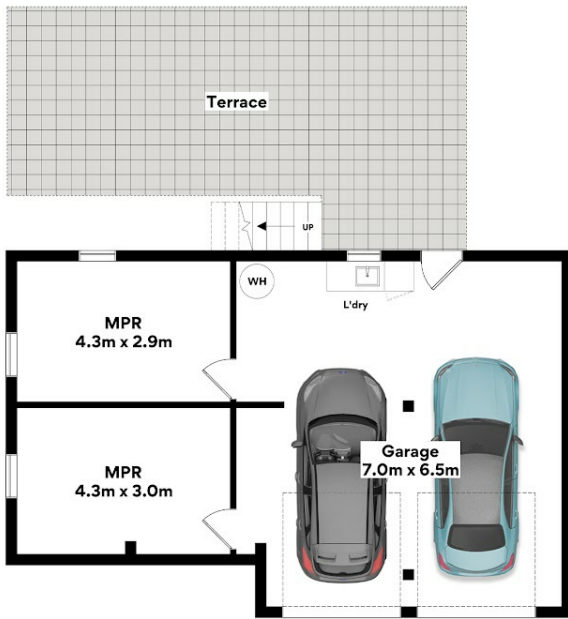 Terrace
UP
WH
L'dry
MPR
4.3m x 2.9m
MPR
4.3m x 3.0m
Garage
7.0m x 6.5m